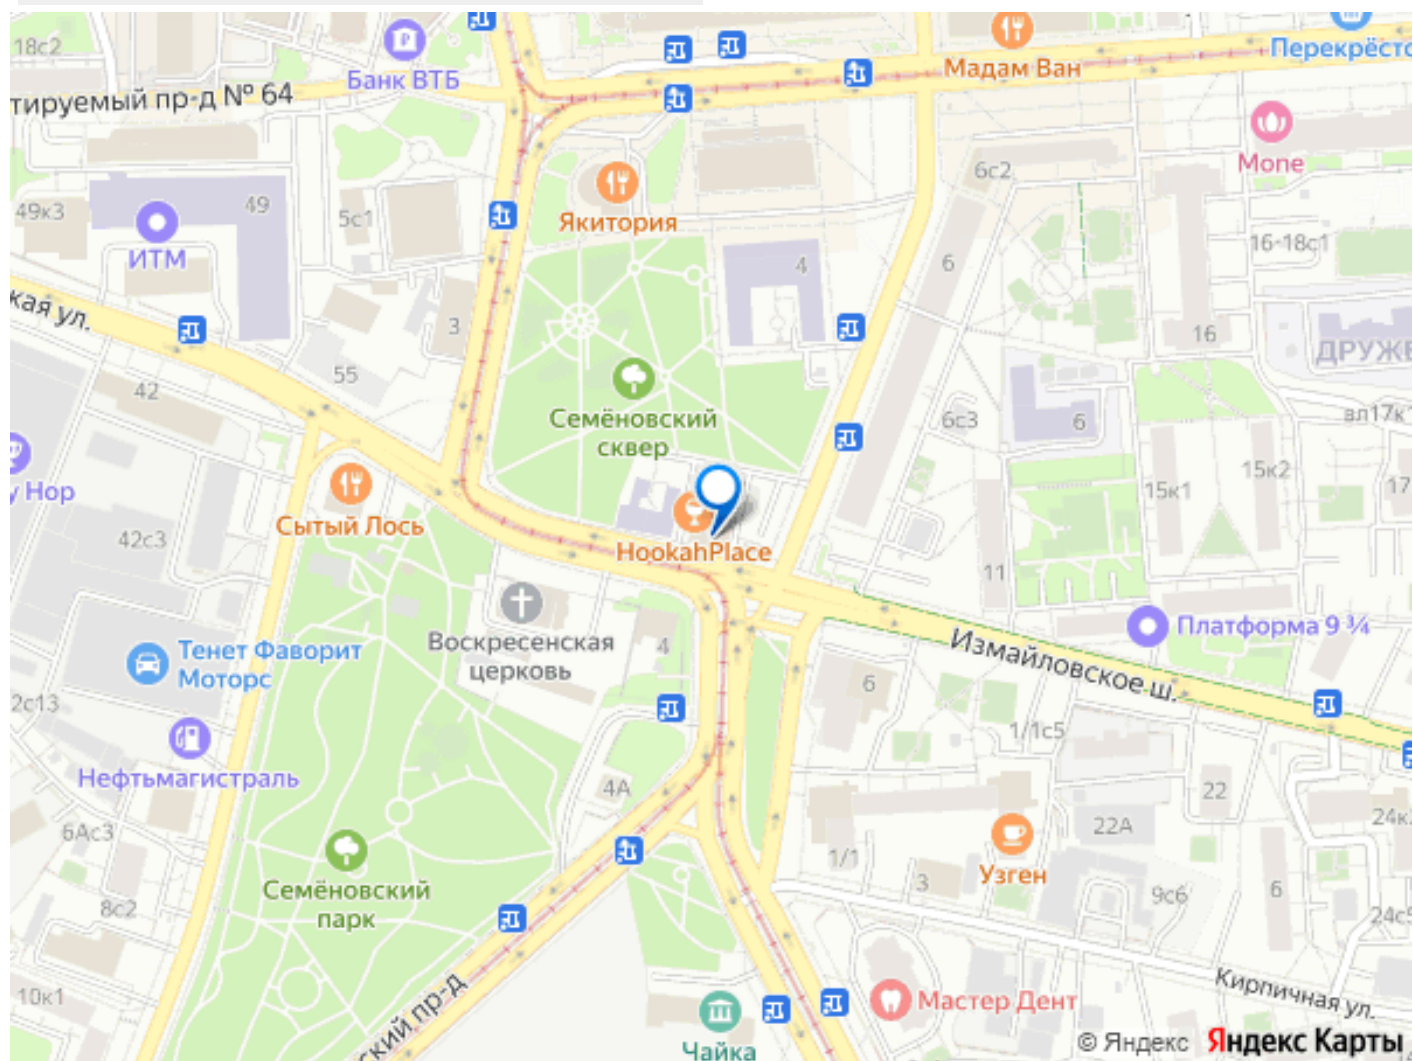 18с2
Банк ВТБ
Мадам Ван
Перекрёсто
тируемый пр-д № 64
Mone
6с2
49к3
49
5с1
Якитория
ИТМ
16-18с1
4
6
кая ул.
3
16
ДРУЖЕ
55
42
Семёновский
сквер
6с3
6
вл17к1
15к2
у Нор
15к1
17
Сытый Лось
42с3
HookahPlace
11
Воскресенская
церковь
4
Платформа 9 ¾
Измайловское ш.
Тенет Фаворит
Моторс
6
2с13
1/1с5
Нефтьмагистраль
4А
22
6Ас3
22А
24к
1/1
Узген
3
Семёновский
парк
9с6
6
8с2
24с5
10к1
ский пр-д
Мастер Дент
Кирпичная ул.
Чайка
© Яндекс Яндекс Карты